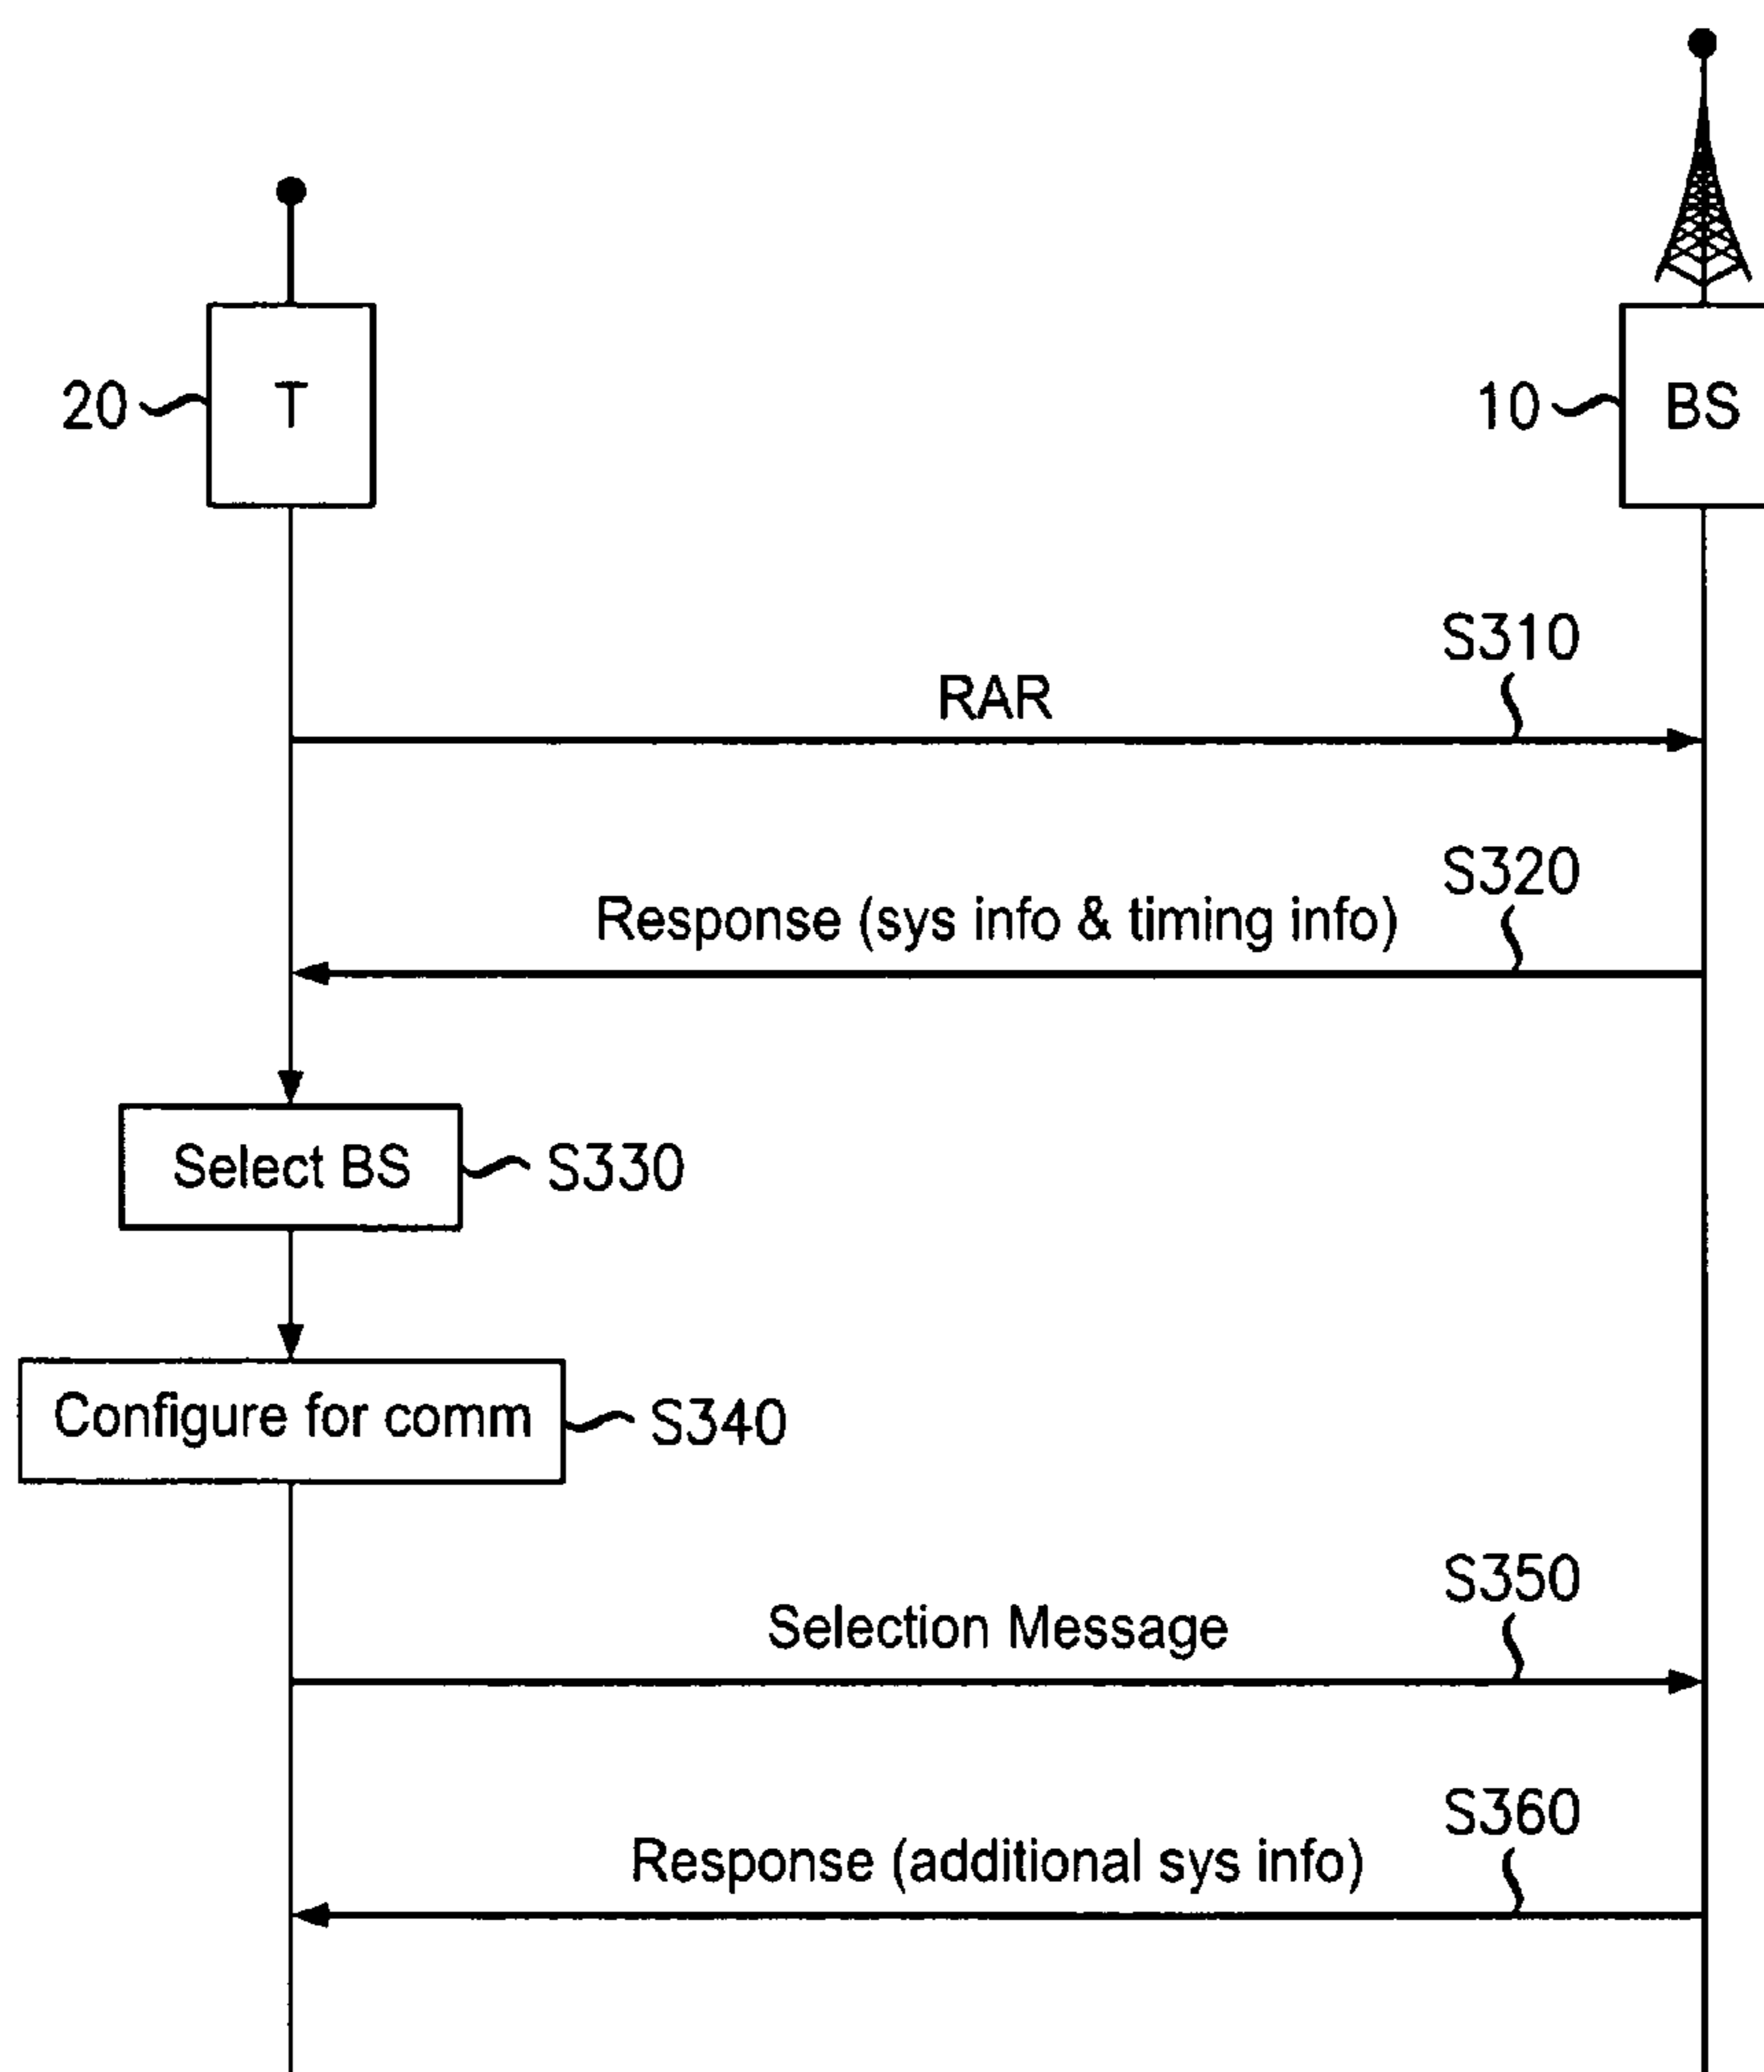 20
T
10
BS
S310
RAR
S320
Response (sys info & timing info)
Select BS
S330
Configure for comm
S340
S350
Selection Message
S360
Response (additional sys info)